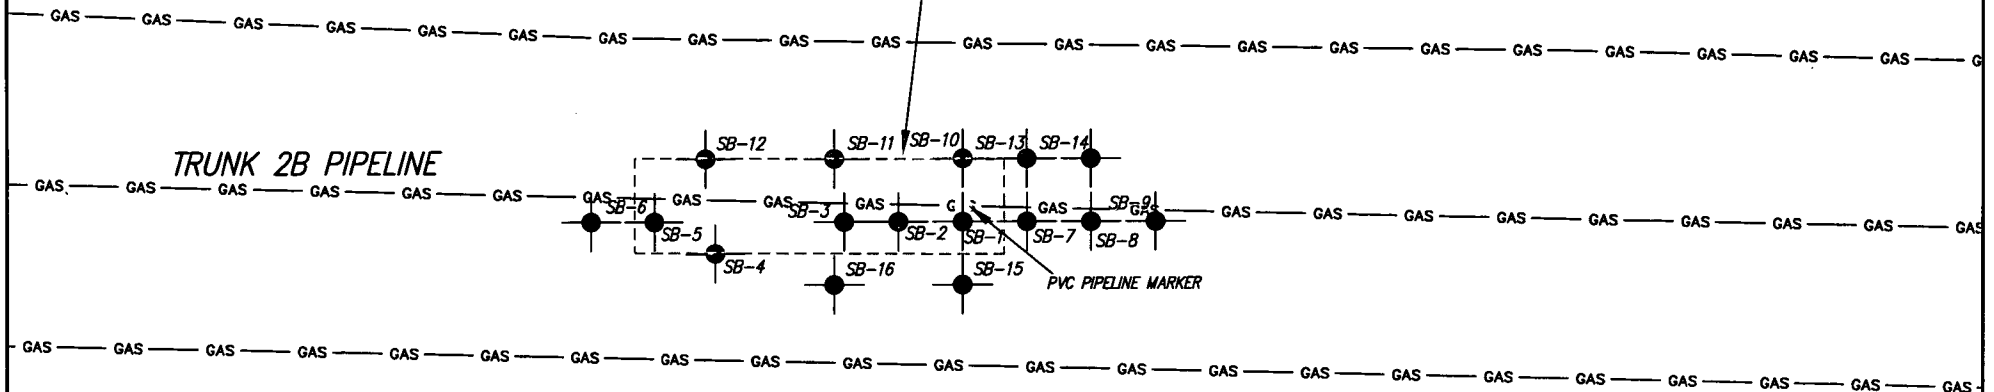 GAS GAS GAS GAS GAS GAS GAS GAS GAS GAS GAS GAS GAS GAS GAS GAS GAS GAS GAS GAS GAS G
SB-12 SB-11 SB-10 SB-13 SB-14
TRUNK 2B PIPELINE
GAS GAS GAS GAS GAS GAS GAS GAS GAS GAS GAS GAS GAS GAS GAS GAS GAS GAS GAS GAS GAS
SB-6 SB-3 SB-9
SB-5 SB-2 SB-1 SB-7 SB-8
SB-4 SB-16 SB-15
PVC PIPELINE MARKER
GAS GAS GAS GAS GAS GAS GAS GAS GAS GAS GAS GAS GAS GAS GAS GAS GAS GAS GAS GAS GAS GAS